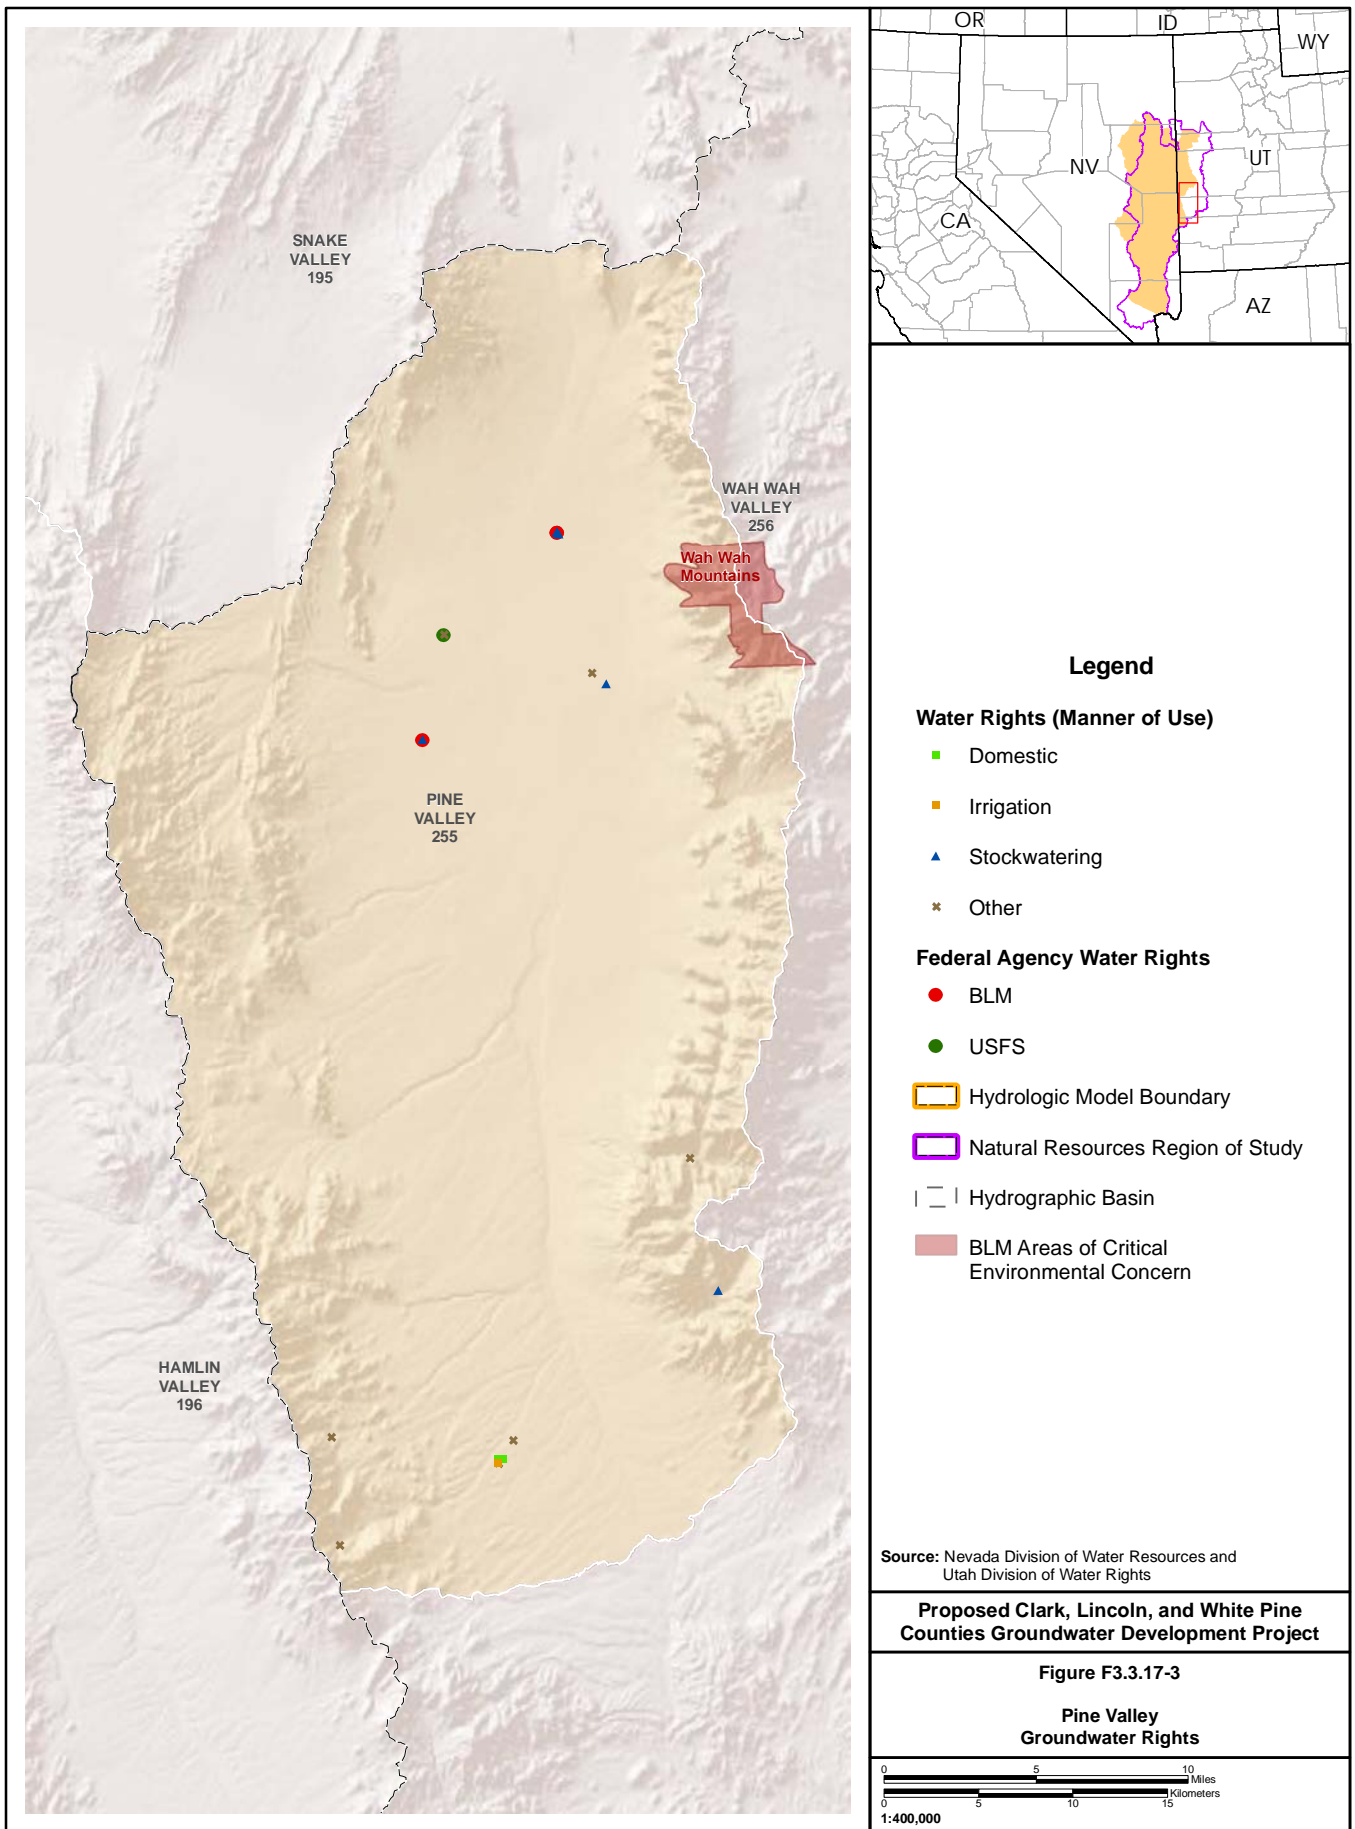 SNAKE
VALLEY
195
WAH WAH
VALLEY
256
Wah Wah
Mountains
PINE
VALLEY
255
HAMLIN
VALLEY
196
OR
ID
WY
NV
UT
CA
AZ
Legend
Water Rights (Manner of Use)
Domestic
Irrigation
Stockwatering
Other
Federal Agency Water Rights
BLM
USFS
Hydrologic Model Boundary
Natural Resources Region of Study
Hydrographic Basin
BLM Areas of Critical
Environmental Concern
Source: Nevada Division of Water Resources and
Utah Division of Water Rights
Proposed Clark, Lincoln, and White Pine
Counties Groundwater Development Project
Figure F3.3.17-3
Pine Valley
Groundwater Rights
0 5 10
Miles
Kilometers
0 5 10 15
1:400,000